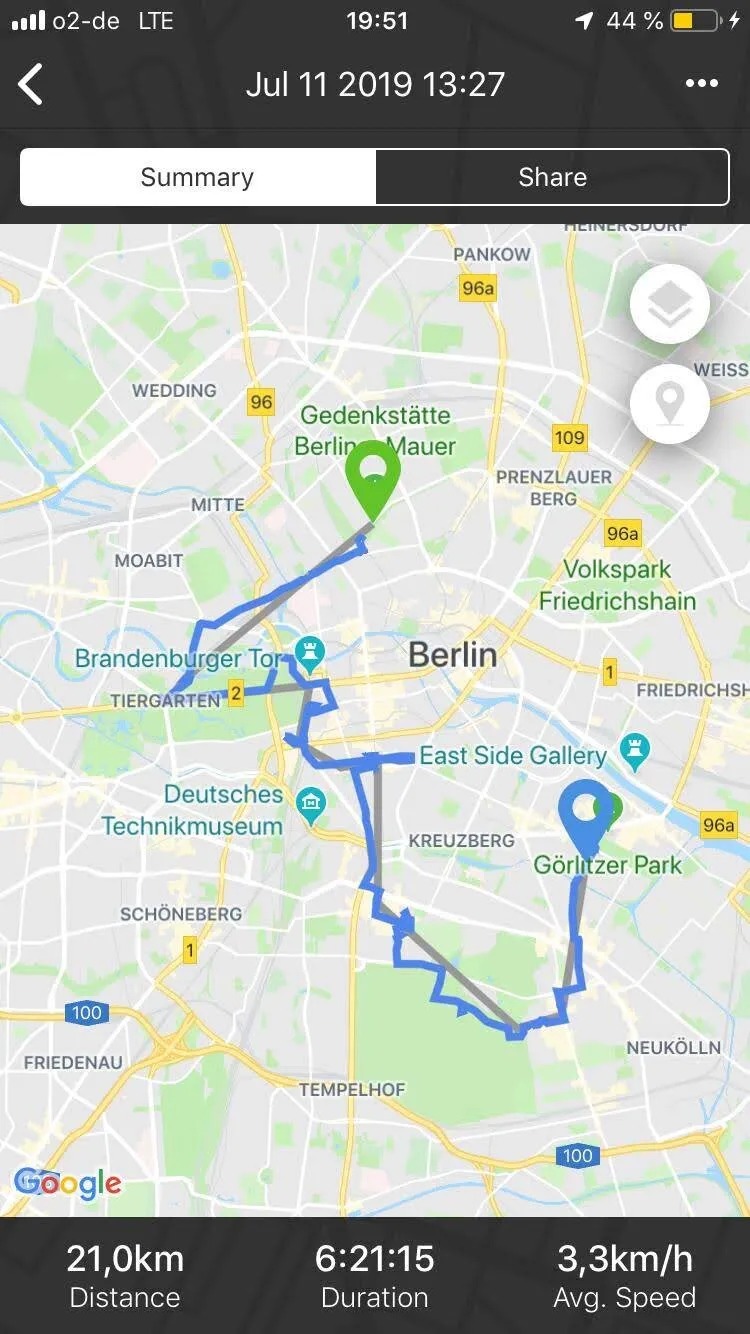 o2-de LTE 19:51 44 %
Jul 11 2019 13:27
Summary Share
HEINERSDORF
PANKOW
96a
WEISS
WEDDING
96
Gedenkstätte
109
Berlin Mauer
PRENZLAUER
BERG
MITTE
96a
MOABIT
Volkspark
Friedrichshain
Brandenburger Tor
Berlin
1
FRIEDRICHSH
TIERGARTEN 2
East Side Gallery
Deutsches
Technikmuseum
96a
KREUZBERG
Görlitzer Park
SCHÖNEBERG
1
100
NEUKÖLLN
FRIEDENAU
TEMPELHOF
100
Google
21,0km 6:21:15 3,3km/h
Distance Duration Avg. Speed